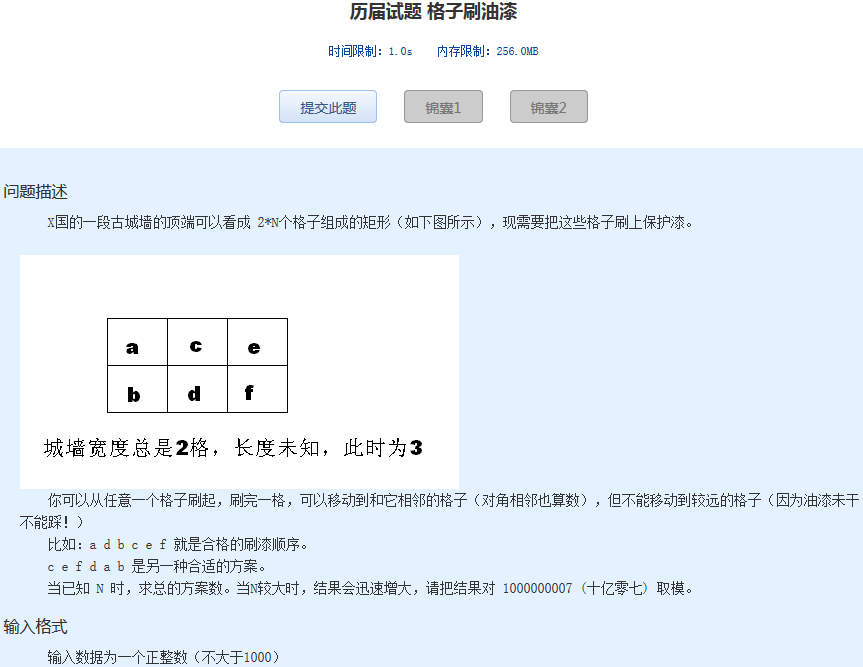 历届试题 格子刷油漆
时间限制：1.0s 内存限制：256.0MB
提交此题 锦囊1 锦囊2
问题描述
X国的一段古城墙的顶端可以看成 2*N个格子组成的矩形（如下图所示），现需要把这些格子刷上保护漆。
a c e
b d f
城墙宽度总是2格，长度未知，此时为3
你可以从任意一个格子刷起，刷完一格，可以移动到和它相邻的格子（对角相邻也算数），但不能移动到较远的格子（因为油漆未干
不能踩！）
比如：a d b c e f 就是合格的刷漆顺序。
c e f d a b 是另一种合适的方案。
当已知 N 时，求总的方案数。当N较大时，结果会迅速增大，请把结果对 1000000007 (十亿零七) 取模。
输入格式
输入数据为一个正整数（不大于1000）